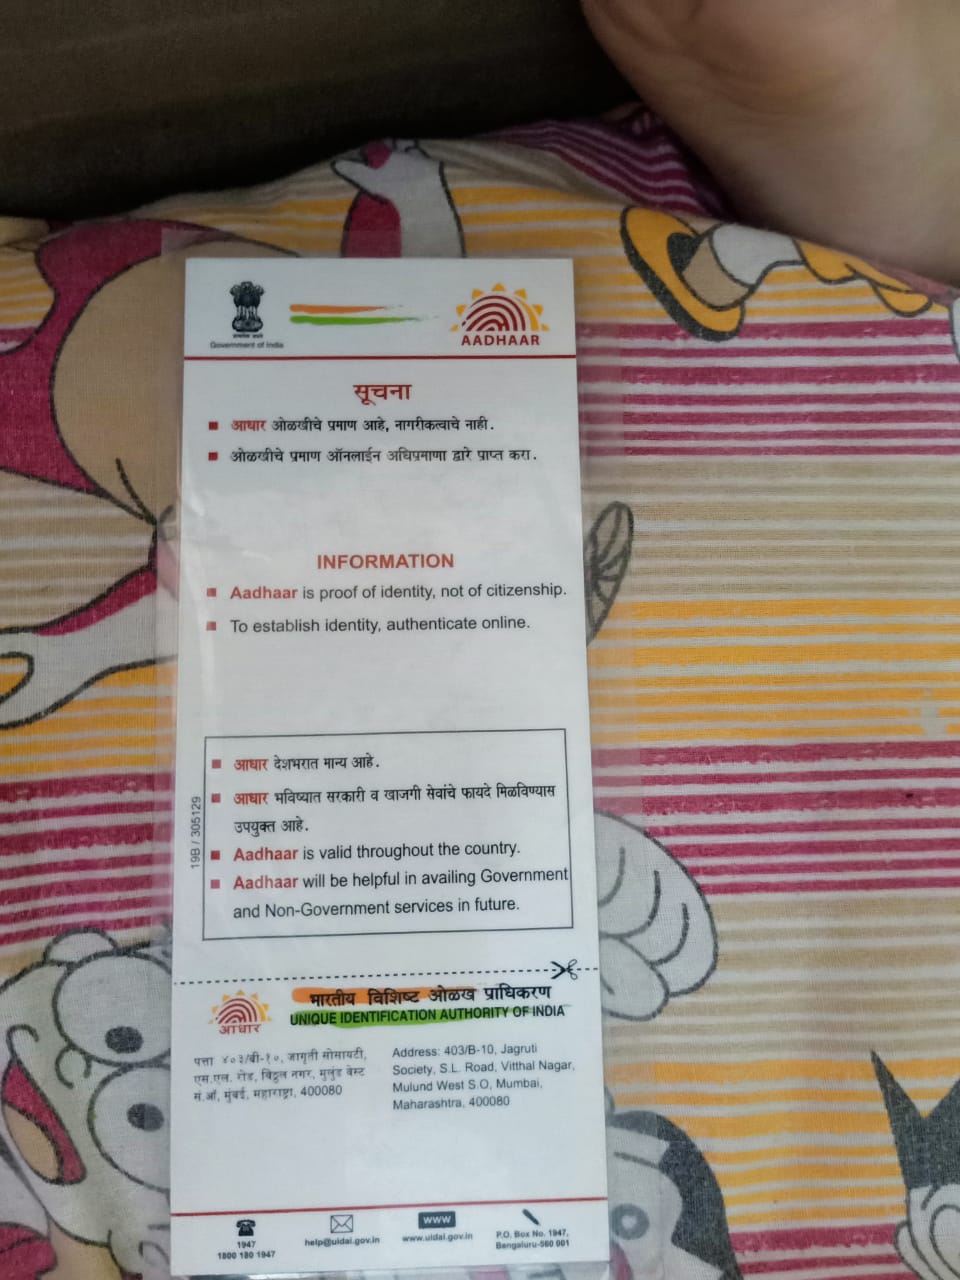 Government of India
AADHAAR
सूचना
आधार ओळखीचे प्रमाण आहे, नागरीकत्वाचे नाही.
ओळखीचे प्रमाण ऑनलाईन अधिप्रमाणा द्वारे प्राप्त करा.
INFORMATION
Aadhaar is proof of identity, not of citizenship.
To establish identity, authenticate online.
19B / 305129
आधार देशभरात मान्य आहे.
आधार भविष्यात सरकारी व खाजगी सेवांचे फायदे मिळविण्यास
उपयुक्त आहे.
Aadhaar is valid throughout the country.
Aadhaar will be helpful in availing Government
and Non-Government services in future.
आधार
भारतीय विशिष्ट ओळख प्राधिकरण
UNIQUE IDENTIFICATION AUTHORITY OF INDIA
पत्ता ४०३/बी-१०, जागृती सोसायटी,
एस.एल. रोड, विठ्ठल नगर, मुलुंड वेस्ट
स.ऑ, मुंबई, महाराष्ट्रा, 400080
Address: 403/B-10, Jagruti
Society, S.L. Road, Vitthal Nagar,
Mulund West S.O, Mumbai,
Maharashtra, 400080
1947
1800 180 1947
help@uidai.gov.in
www
www.uidai.gov.in
P.O. Box No. 1947,
Bengaluru-560 001